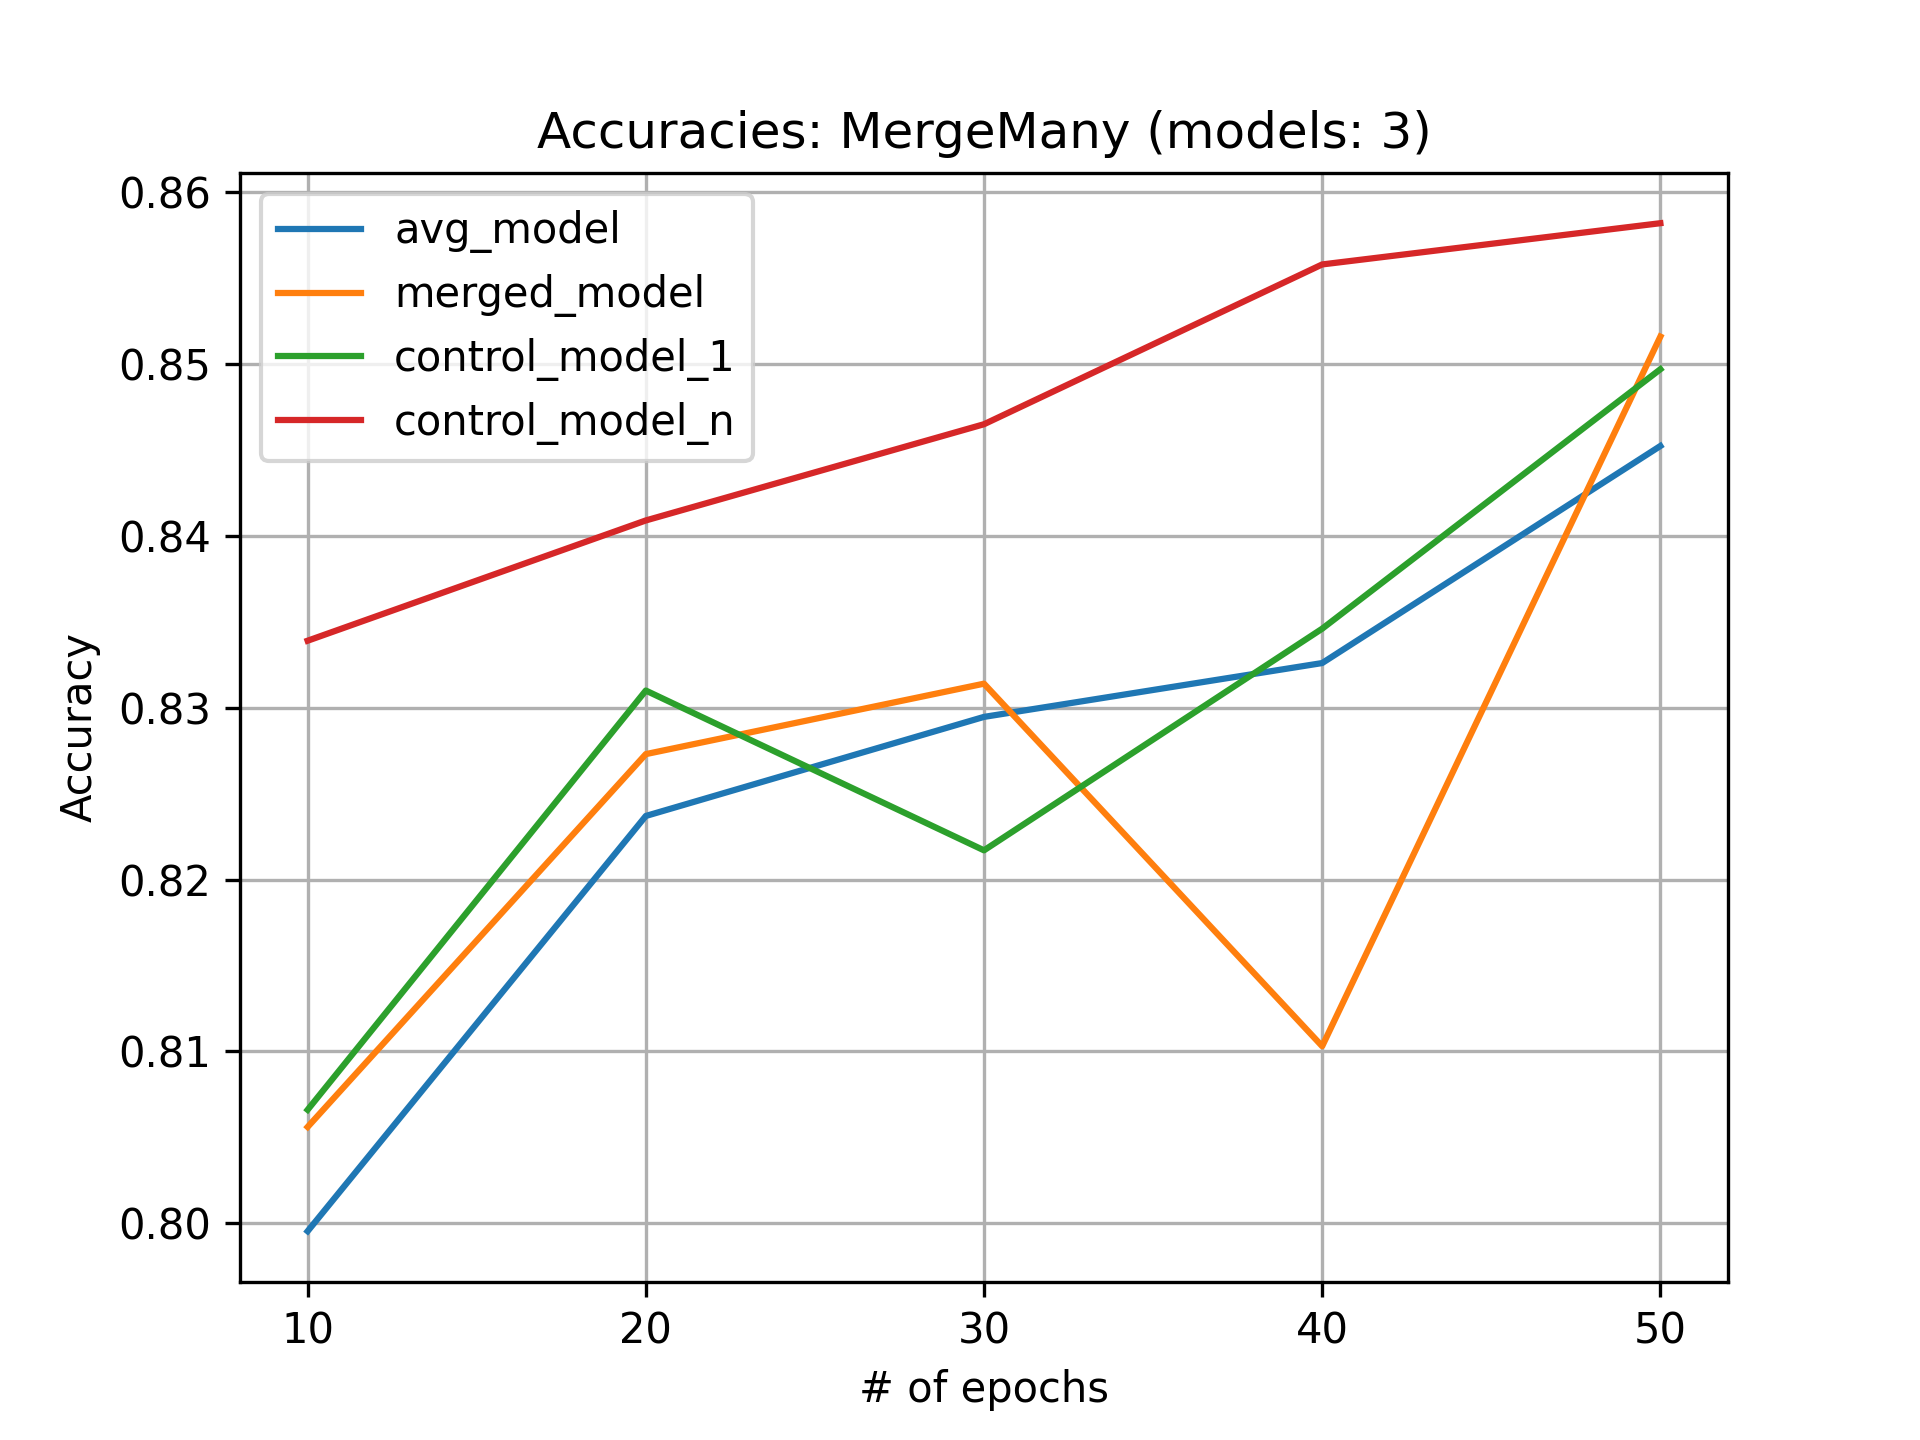 Accuracies: MergeMany (models: 3)
0.86
0.85
0.84
0.83
0.82
0.81
0.80
Accuracy
avg_model
merged_model
control_model_1
control_model_n
10 20 30 40 50
# of epochs